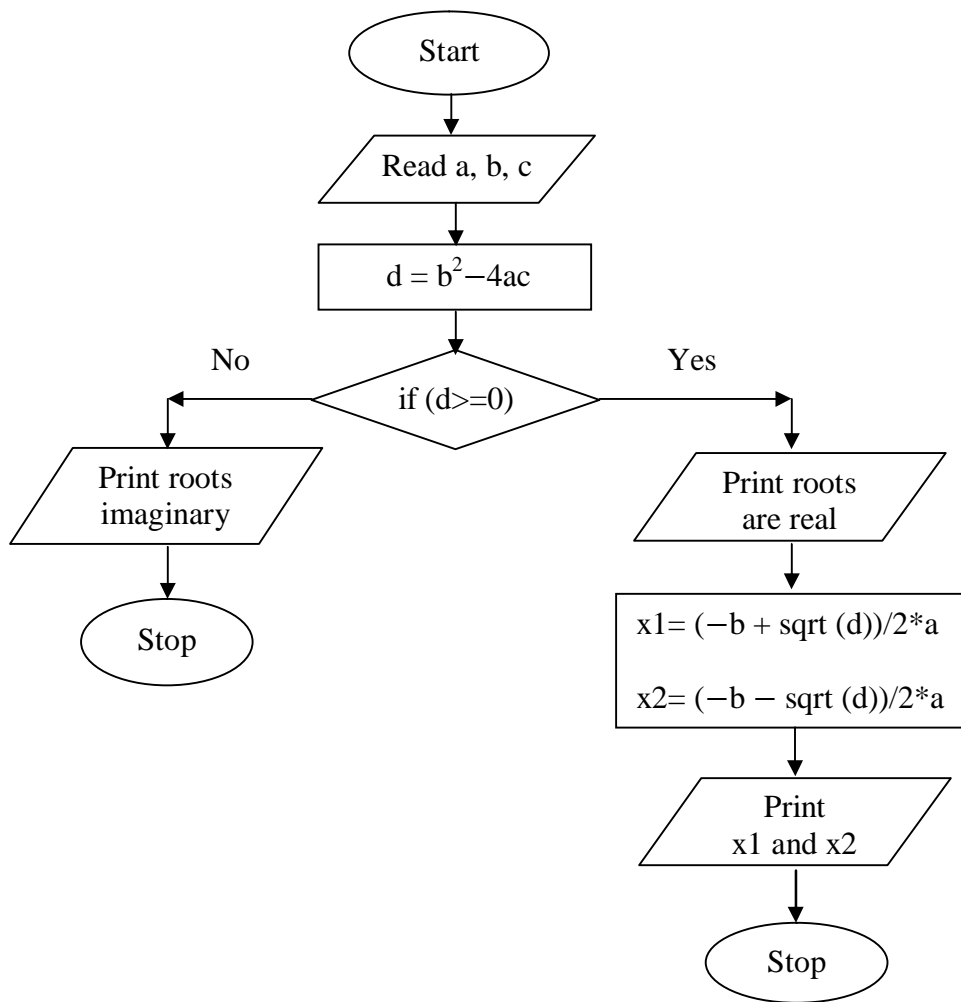 Start
Read a, b, c
d = b²−4ac
No
Yes
if (d>=0)
Print roots
imaginary
Print roots
are real
Stop
x1= (−b + sqrt (d))/2*a
x2= (−b − sqrt (d))/2*a
Print
x1 and x2
Stop